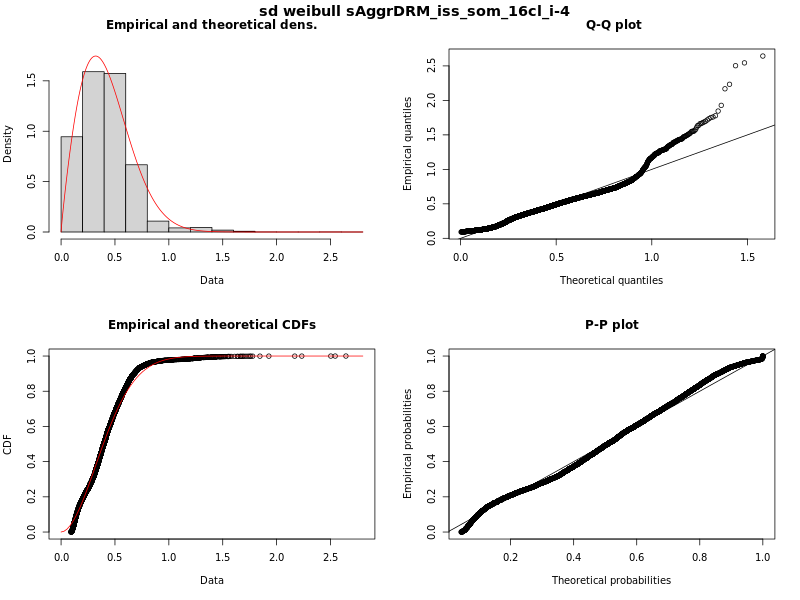 sd weibull sAggrDRM_iss_som_16cl_i-4
Empirical and theoretical dens.
Density
0.0 0.5 1.0 1.5
0.0 0.5 1.0 1.5 2.0 2.5
Data
Q-Q plot
Empirical quantiles
0.0 0.5 1.0 1.5 2.0 2.5
0.0 0.5 1.0 1.5
Theoretical quantiles
Empirical and theoretical CDFs
CDF
0.0 0.2 0.4 0.6 0.8 1.0
0.0 0.5 1.0 1.5 2.0 2.5
Data
P-P plot
Empirical probabilities
0.0 0.2 0.4 0.6 0.8 1.0
0.2 0.4 0.6 0.8 1.0
Theoretical probabilities